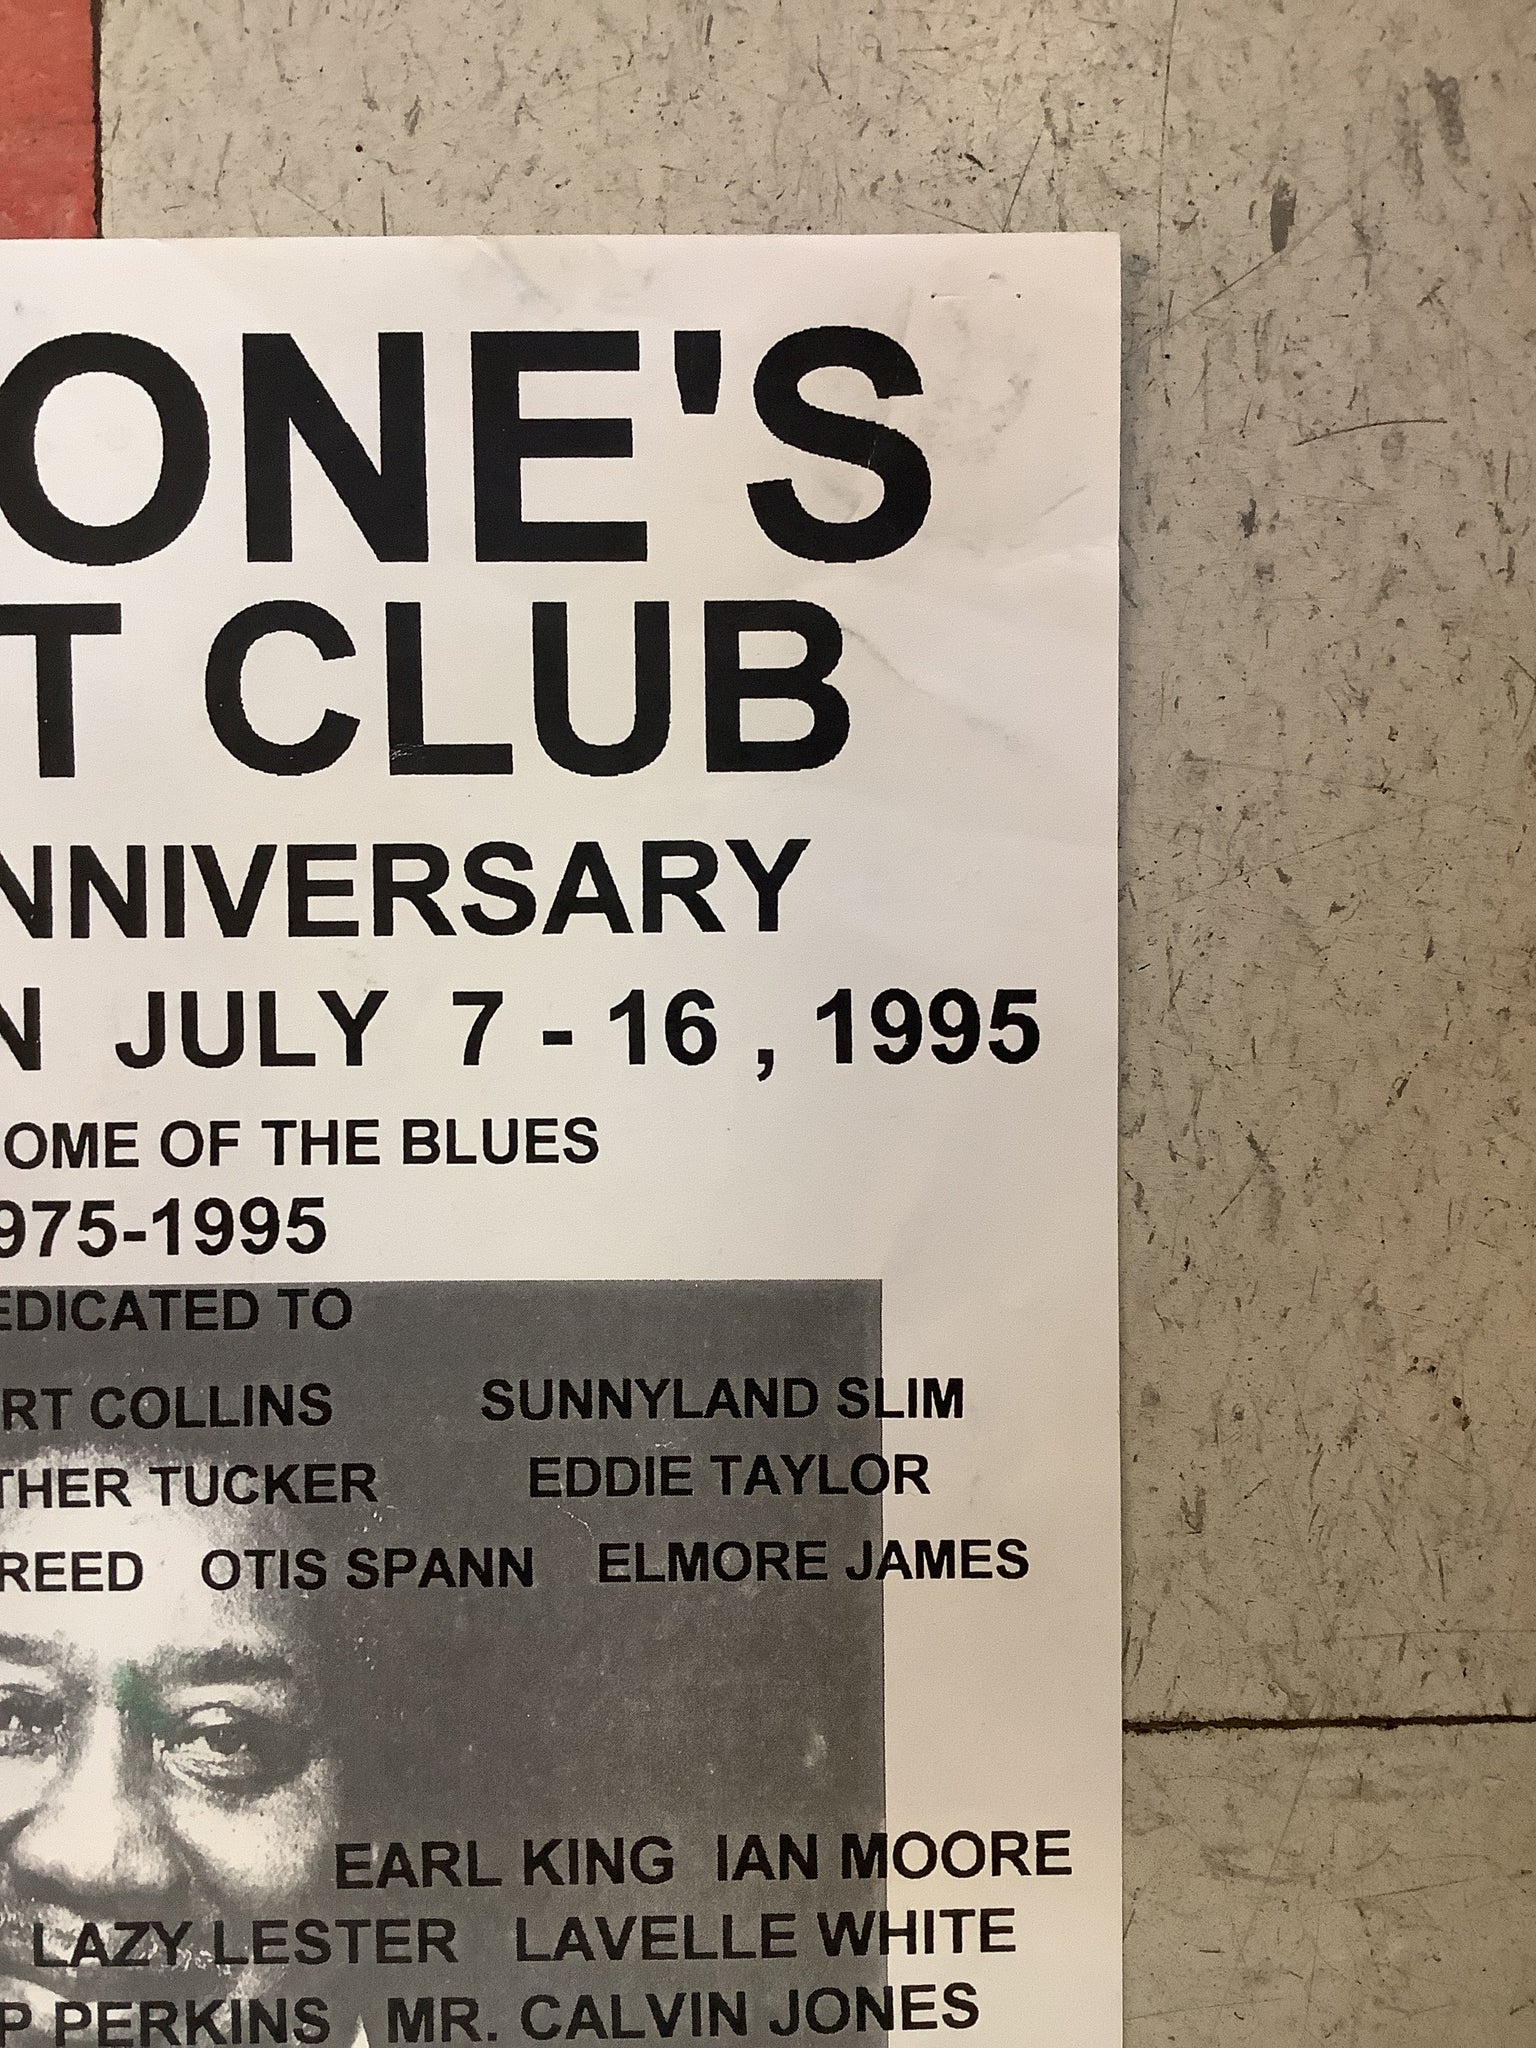 ONE'S
T CLUB
NNIVERSARY
N JULY 7 - 16 , 1995
OME OF THE BLUES
975-1995
EDICATED TO
RT COLLINS SUNNYLAND SLIM
THER TUCKER EDDIE TAYLOR
REED OTIS SPANN ELMORE JAMES
EARL KING IAN MOORE
LAZY LESTER LAVELLE WHITE
P PERKINS MR. CALVIN JONES